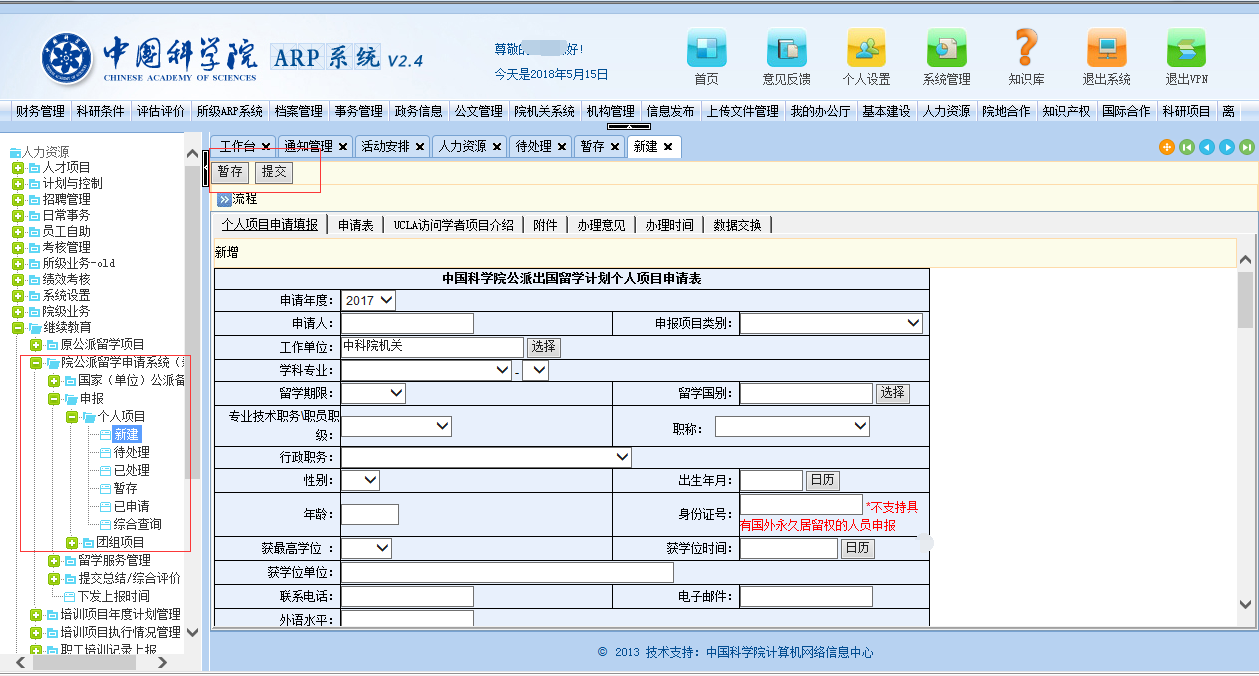 中国科学院
CHINESE ACADEMY OF SCIENCES
ARP 系统 V2.4
尊敬的 好!
今天是2018年5月15日
首页 意见反馈 个人设置 系统管理 知识库 退出系统 退出VPN
财务管理 科研条件 评估评价 所级ARP系统 档案管理 事务管理 政务信息 公文管理 院机关系统 机构管理 信息发布 上传文件管理 我的办公厅 基本建设 人力资源 院地合作 知识产权 国际合作 科研项目 离
人力资源
人才项目
计划与控制
招聘管理
日常事务
员工自助
考核管理
所级业务-old
绩效考核
系统设置
院级业务
继续教育
原公派留学项目
院公派留学申请系统（
国家（单位）公派备
申报
个人项目
新建
待处理
已处理
暂存
已申请
综合查询
团组项目
留学服务管理
提交总结/综合评价
下发上报时间
培训项目年度计划管理
培训项目执行情况管理
职工培训记录上报
工作台 × 通知管理 × 活动安排 × 人力资源 × 待处理 × 暂存 × 新建 ×
暂存 提交
流程
个人项目申请填报 申请表 UCLA访问学者项目介绍 附件 办理意见 办理时间 数据交换
新增
中国科学院公派出国留学计划个人项目申请表
申请年度: 2017
申请人: 申报项目类别:
工作单位: 中科院机关 选择
学科专业: -
留学期限: 留学国别: 选择
专业技术职务\职员职
级: 职称:
行政职务:
性别: 出生年月: 日历
年龄: 身份证号: *不支持具
有国外永久居留权的人员申报
获最高学位 : 获学位时间: 日历
获学位单位:
联系电话: 电子邮件:
外语水平:
© 2013 技术支持: 中国科学院计算机网络信息中心